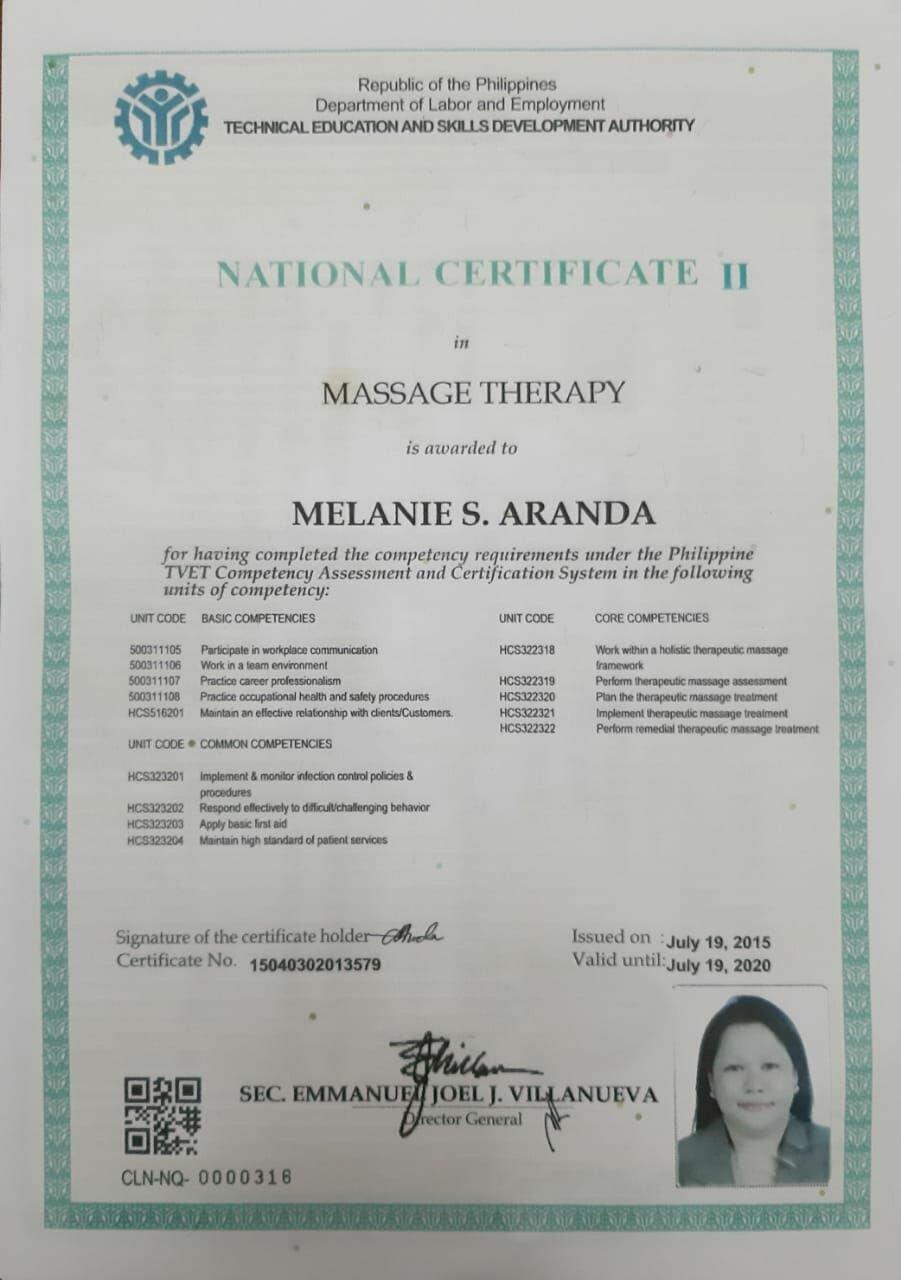 Republic of the Philippines
Department of Labor and Employment
TECHNICAL EDUCATION AND SKILLS DEVELOPMENT AUTHORITY
NATIONAL CERTIFICATE II
in
MASSAGE THERAPY
is awarded to
MELANIE S. ARANDA
for having completed the competency requirements under the Philippine
TVET Competency Assessment and Certification System in the following
units of competency:
UNIT CODE BASIC COMPETENCIES
500311105 Participate in workplace communication
500311106 Work in a team environment
500311107 Practice career professionalism
500311108 Practice occupational health and safety procedures
HCS516201 Maintain an effective relationship with clients/Customers.
UNIT CODE COMMON COMPETENCIES
HCS323201 Implement & monitor infection control policies &
procedures
HCS323202 Respond effectively to difficult/challenging behavior
HCS323203 Apply basic first aid
HCS323204 Maintain high standard of patient services
UNIT CODE CORE COMPETENCIES
HCS322318 Work within a holistic therapeutic massage
framework
HCS322319 Perform therapeutic massage assessment
HCS322320 Plan the therapeutic massage treatment
HCS322321 Implement therapeutic massage treatment
HCS322322 Perform remedial therapeutic massage treatment
Signature of the certificate holder
Certificate No. 15040302013579
Issued on : July 19, 2015
Valid until: July 19, 2020
SEC. EMMANUEL JOEL J. VILLANUEVA
Director General
CLN-NQ- 0000316